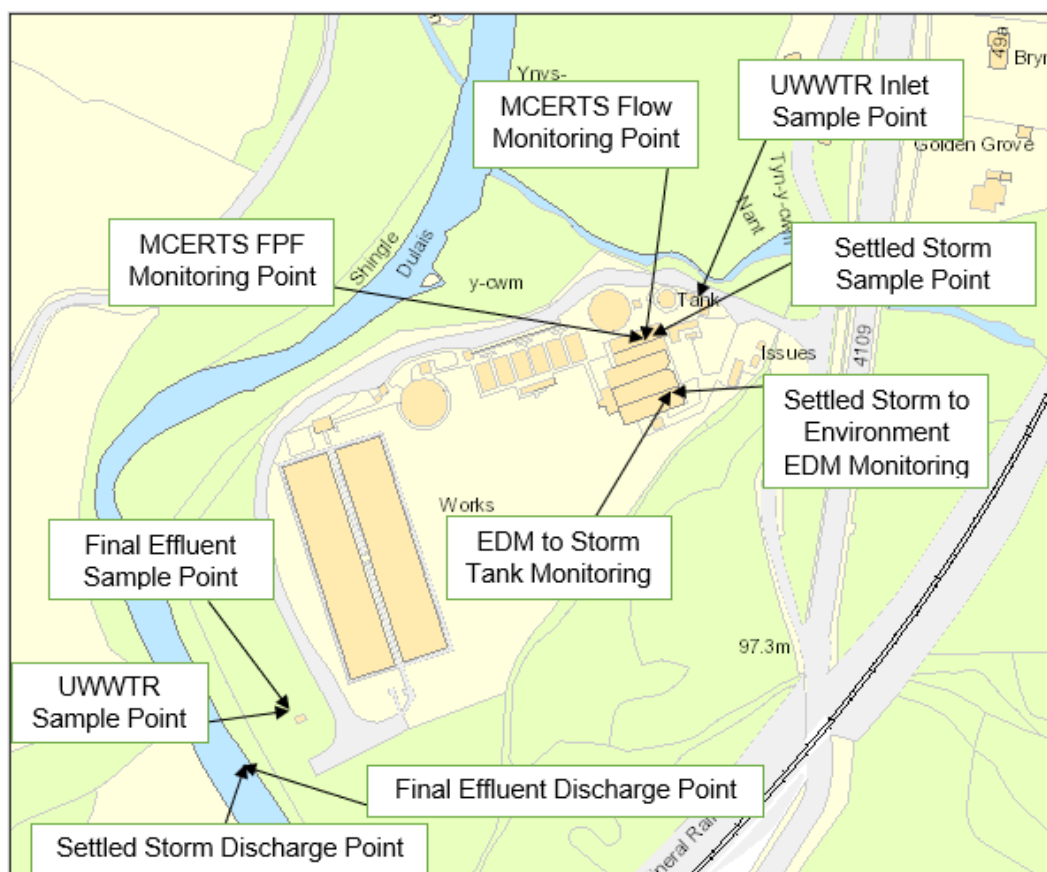 Ynys-
49a
Bryn
MCERTS Flow
Monitoring Point
UWWTR Inlet
Sample Point
Golden Grove
Tyn-y-cwm
Nant
MCERTS FPF
Monitoring Point
Shingle
Dulais
y-cwm
Settled Storm
Sample Point
Tank
4109
Issues
Settled Storm to
Environment
EDM Monitoring
Works
EDM to Storm
Tank Monitoring
Final Effluent
Sample Point
97.3m
UWWTR
Sample Point
Final Effluent Discharge Point
Settled Storm Discharge Point
neral Rai